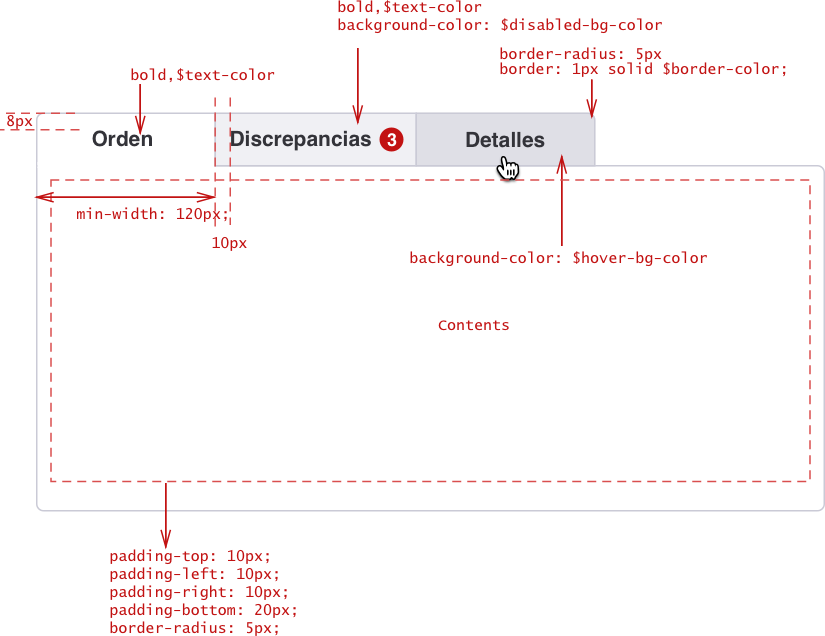 bold,$text-color
background-color: $disabled-bg-color
border-radius: 5px
border: 1px solid $border-color;
bold,$text-color
8px
Orden
Discrepancias 3
Detalles
min-width: 120px;
10px
background-color: $hover-bg-color
Contents
padding-top: 10px;
padding-left: 10px;
padding-right: 10px;
padding-bottom: 20px;
border-radius: 5px;